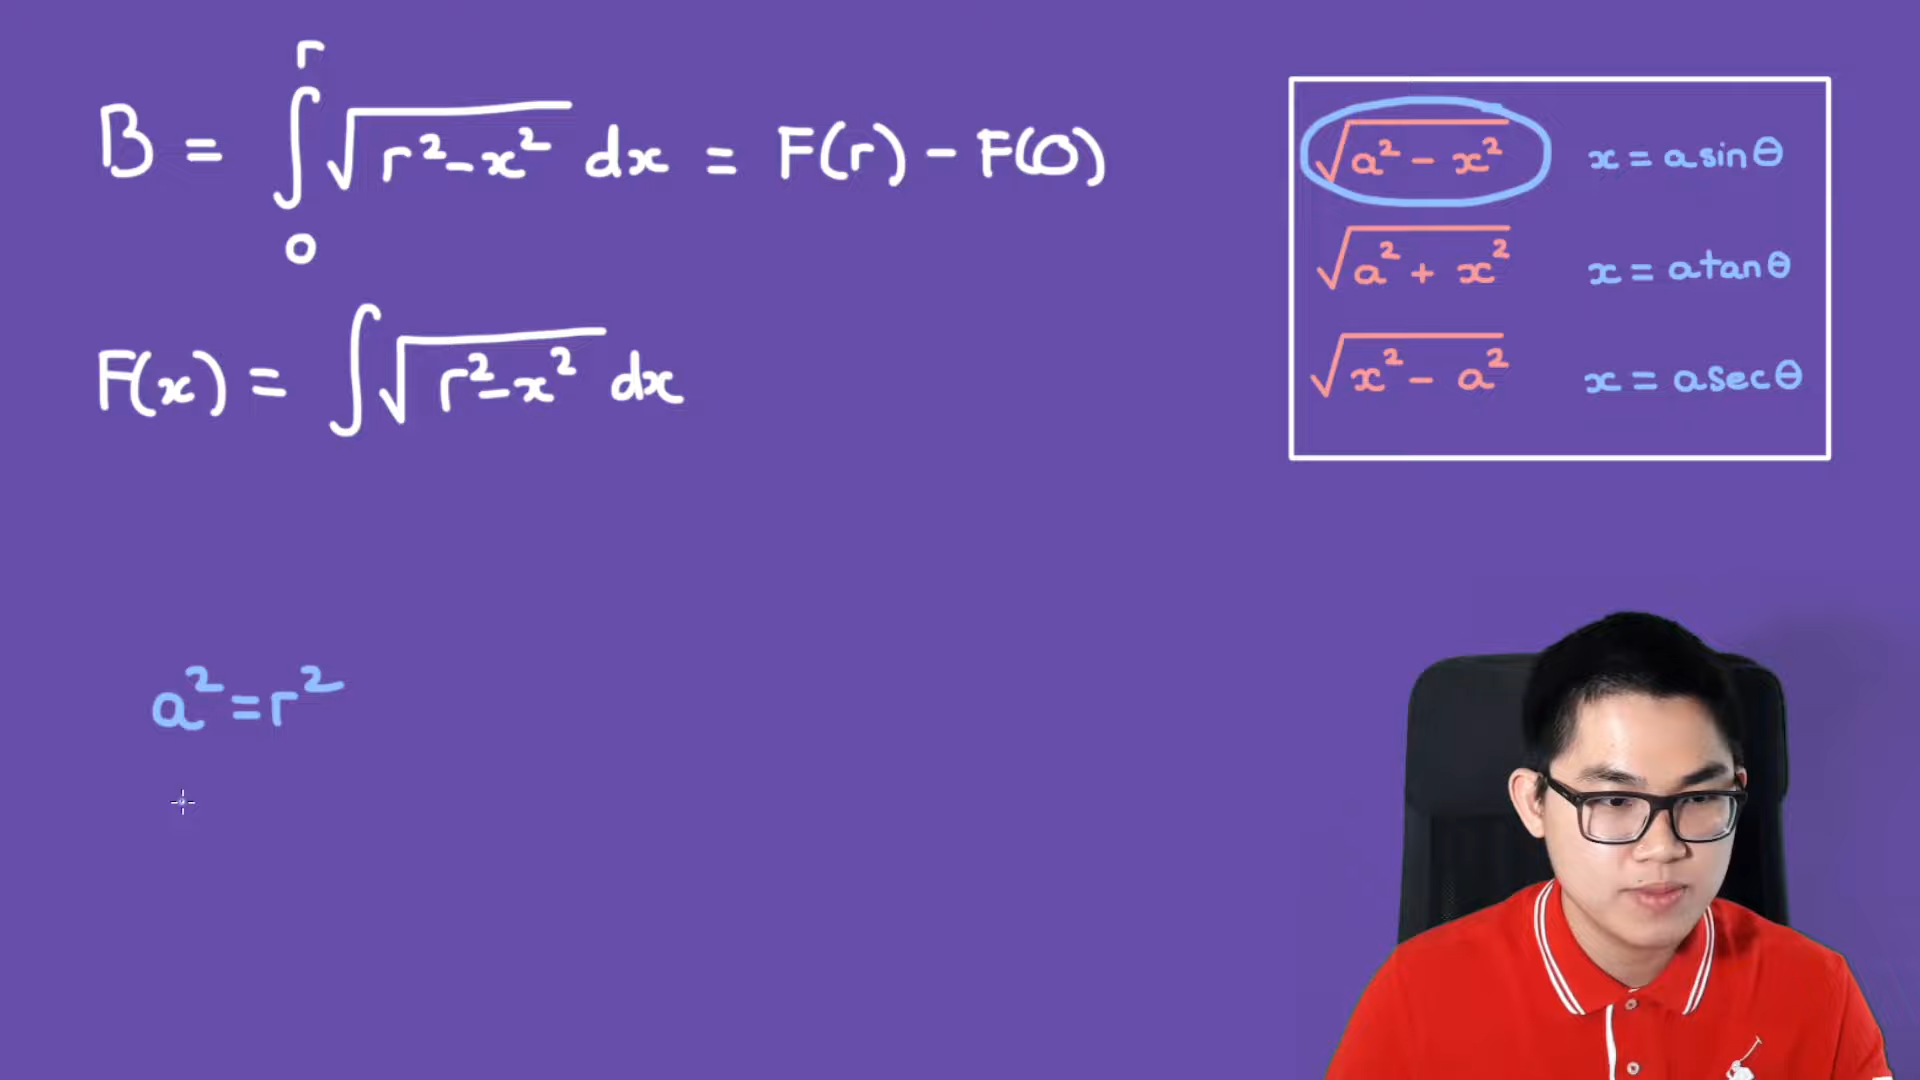 B = ∫₀ʳ √(r² - x²) dx = F(r) - F(0)
F(x) = ∫ √(r² - x²) dx
√(a² - x²) x = a sin θ
√(a² + x²) x = a tan θ
√(x² - a²) x = a sec θ
a² = r²